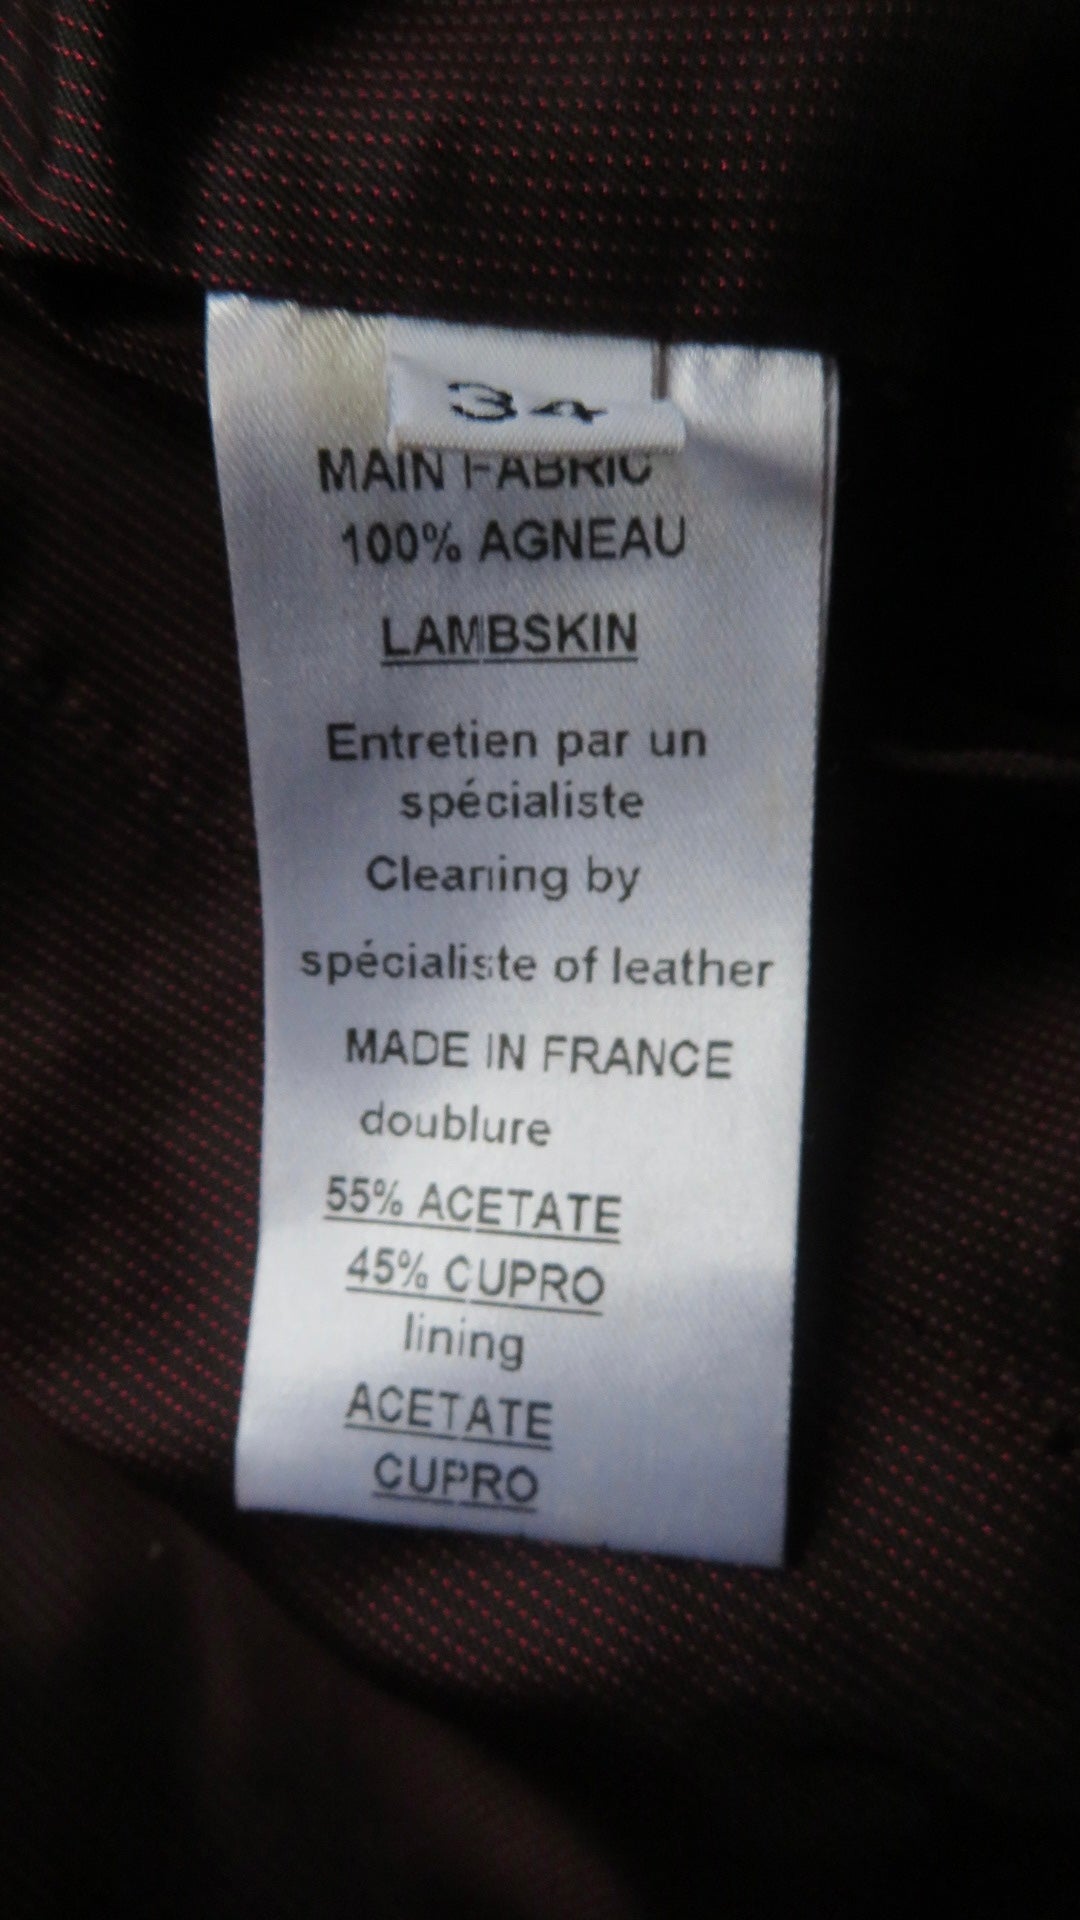 34
MAIN FABRIC
100% AGNEAU
LAMBSKIN
Entretien par un
spécialiste
Cleaning by
spécialiste of leather
MADE IN FRANCE
doublure
55% ACETATE
45% CUPRO
lining
ACETATE
CUPRO